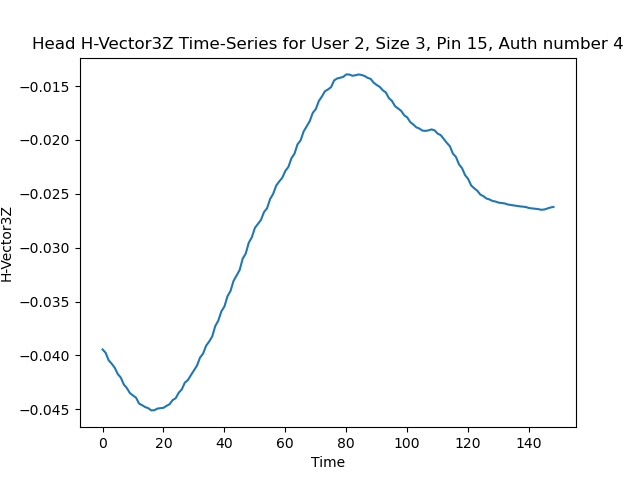 Head H-Vector3Z Time-Series for User 2, Size 3, Pin 15, Auth number 4
H-Vector3Z
−0.015
−0.020
−0.025
−0.030
−0.035
−0.040
−0.045
0 20 40 60 80 100 120 140
Time